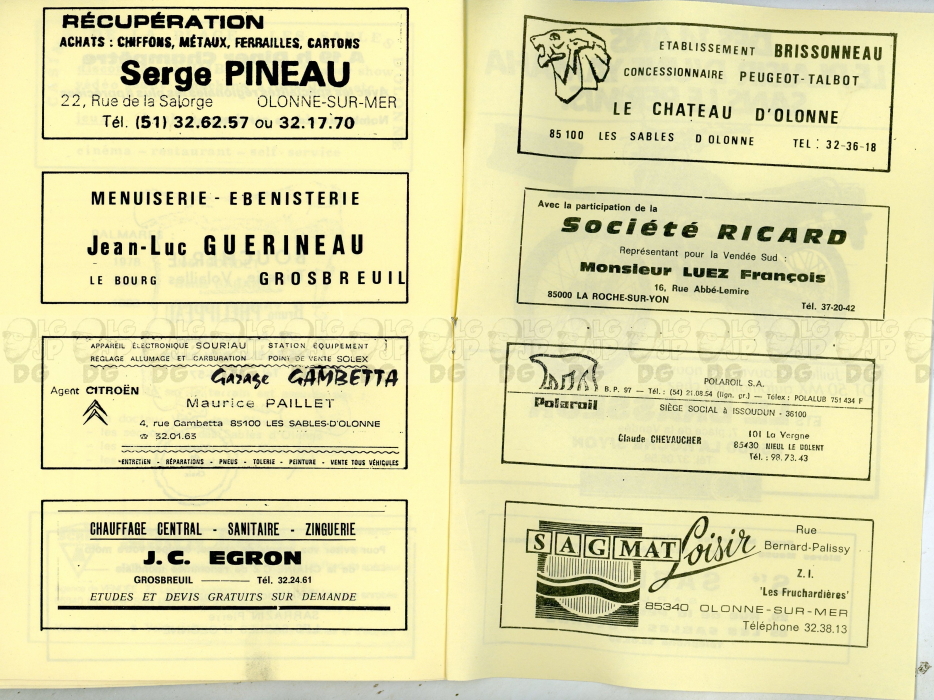 RÉCUPÉRATION
ACHATS : CHIFFONS, MÉTAUX, FERRAILLES, CARTONS
Serge PINEAU
22, Rue de la Salorge OLONNE-SUR-MER
Tél. (51) 32.62.57 ou 32.17.70
MENUISERIE - EBENISTERIE
Jean-Luc GUERINEAU
LE BOURG GROSBREUIL
APPAREIL ÉLECTRONIQUE SOURIAU STATION ÉQUIPEMENT
REGLAGE ALLUMAGE ET CARBURATION POINT DE VENTE SOLEX
Garage GAMBETTA
Agent CITROËN
Maurice PAILLET
4, rue Gambetta 85100 LES SABLES-D'OLONNE
☎ 32.01.63
ENTRETIEN - RÉPARATIONS - PNEUS - TOLERIE - PEINTURE - VENTE TOUS VÉHICULES
CHAUFFAGE CENTRAL - SANITAIRE - ZINGUERIE
J.C. EGRON
GROSBREUIL ——— Tél. 32.24.61
ETUDES ET DEVIS GRATUITS SUR DEMANDE
ETABLISSEMENT BRISSONNEAU
CONCESSIONNAIRE PEUGEOT-TALBOT
LE CHATEAU D'OLONNE
85100 LES SABLES D OLONNE TEL : 32-36-18
Avec la participation de la
Société RICARD
Représentant pour la Vendée Sud :
Monsieur LUEZ François
16, Rue Abbé-Lemire
85000 LA ROCHE-SUR-YON Tél. 37-20-42
POLAROIL S.A.
B.P. 97 — Tél. : (54) 21.08.54 (lign. gr.) — Télex : POLALUB 751 434 F
Polaroil
SIÈGE SOCIAL à ISSOUDUN - 36100
Claude CHEVAUCHER
101 La Vergne
85430 NIEUL LE DOLENT
Tél. : 98.73.43
SAGMAT Loisir
Rue
Bernard-Palissy
Z.I.
'Les Fruchardières'
85340 OLONNE-SUR-MER
Téléphone 32.38.13